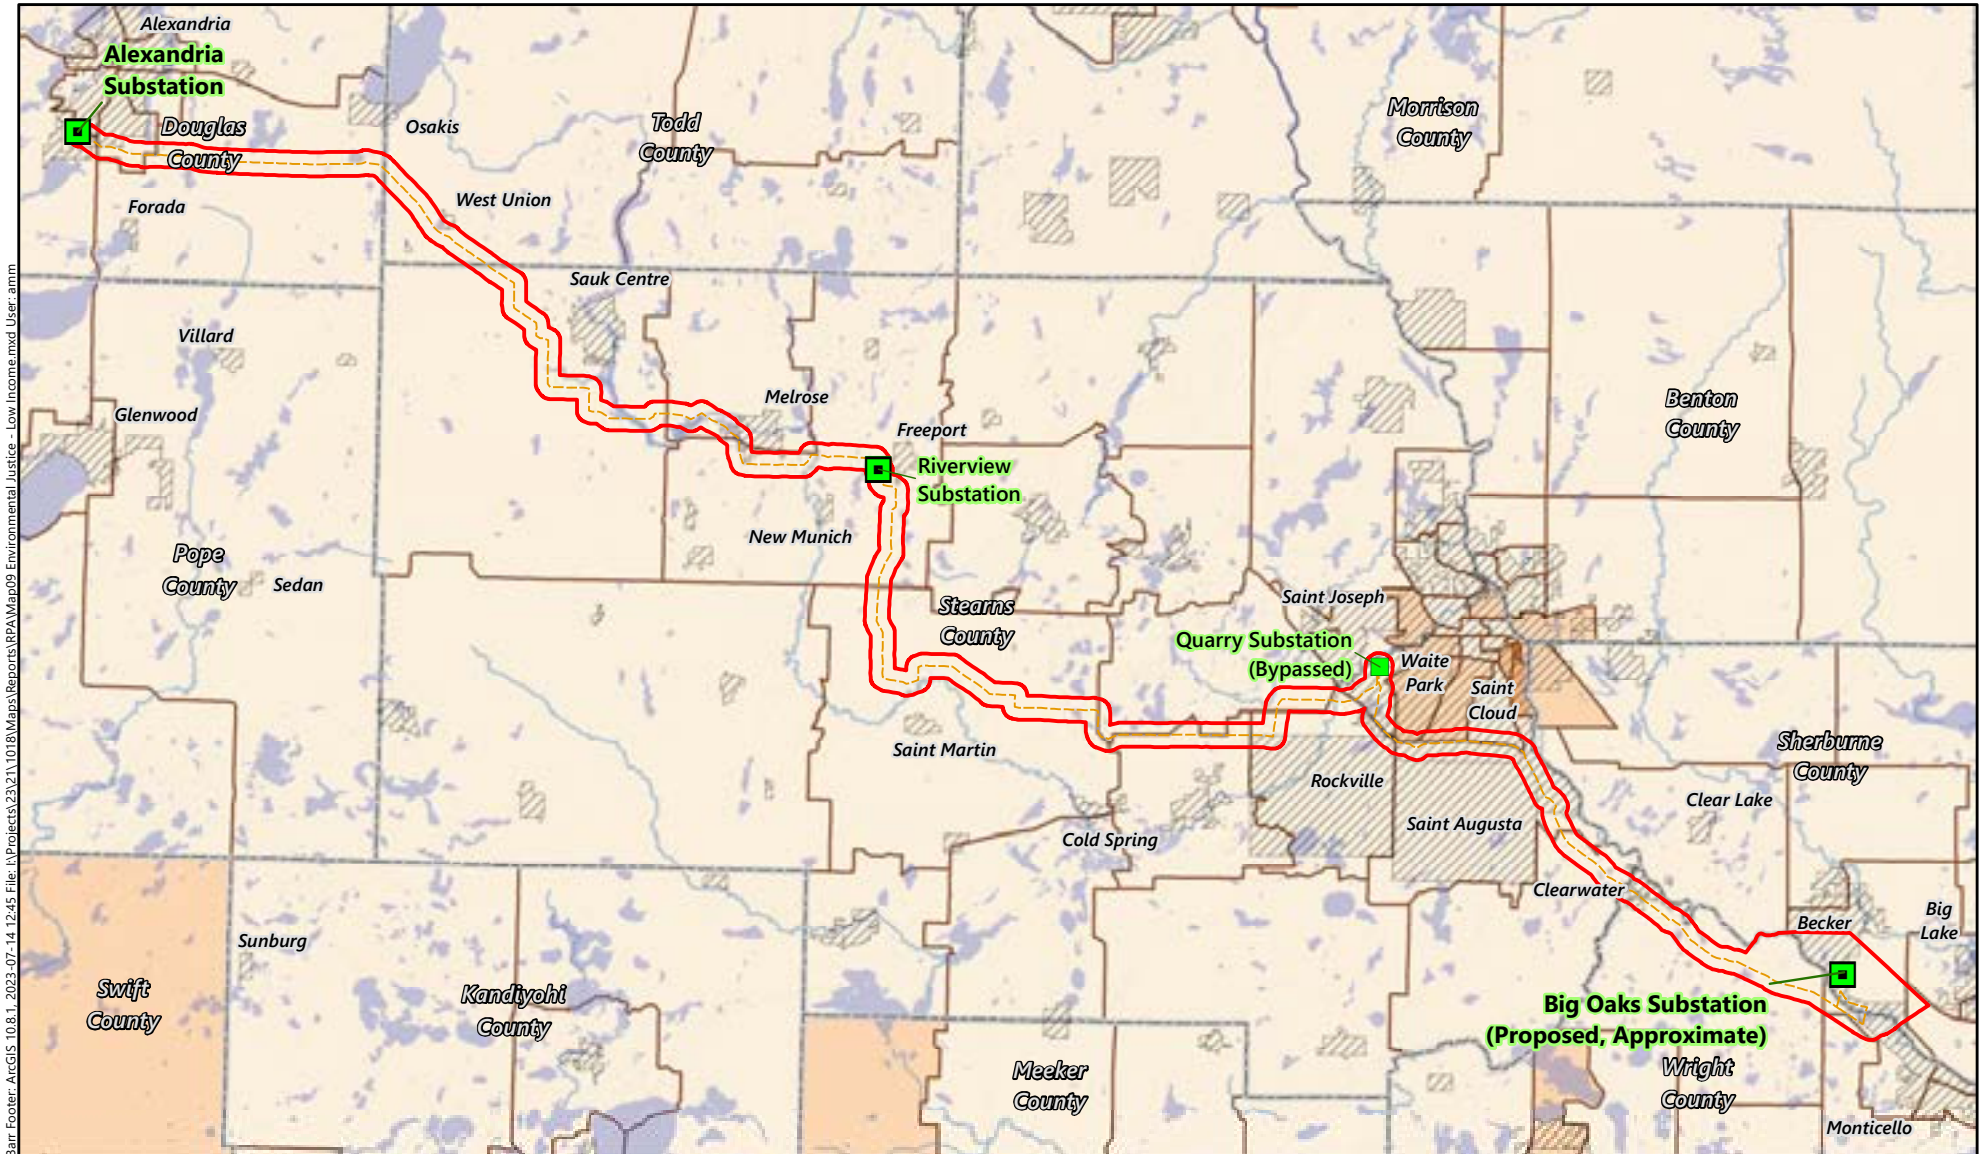 Alexandria
Alexandria
Substation
Douglas
County
Osakis
Todd
County
Morrison
County
Forada
West Union
Sauk Centre
Villard
Glenwood
Melrose
Freeport
Riverview
Substation
Benton
County
New Munich
Pope
County
Sedan
Stearns
County
Saint Joseph
Quarry Substation
(Bypassed)
Waite
Park
Saint
Cloud
Saint Martin
Rockville
Sherburne
County
Clear Lake
Saint Augusta
Cold Spring
Clearwater
Becker
Big
Lake
Sunburg
Swift
County
Kandiyohi
County
Big Oaks Substation
(Proposed, Approximate)
Meeker
County
Wright
County
Monticello
Barr Footer: ArcGIS 10.8.1, 2023-07-14 12:45 File: I:\Projects\23\21\1018\Maps\Reports\RPA\Map09 Environmental Justice - Low Income.mxd User: amm